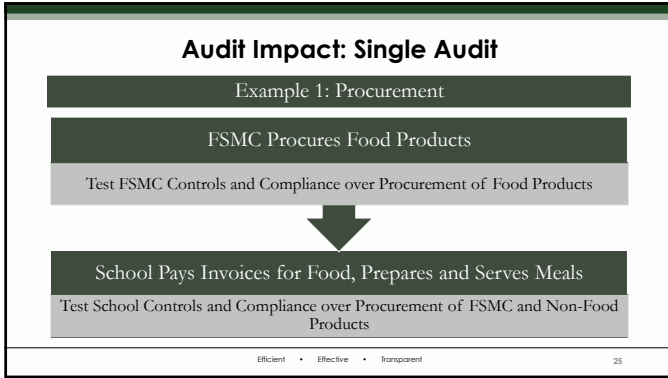 Audit Impact: Single Audit
Example 1: Procurement
FSMC Procures Food Products
Test FSMC Controls and Compliance over Procurement of Food Products
School Pays Invoices for Food, Prepares and Serves Meals
Test School Controls and Compliance over Procurement of FSMC and Non-Food
Products
Efficient • Effective • Transparent
25